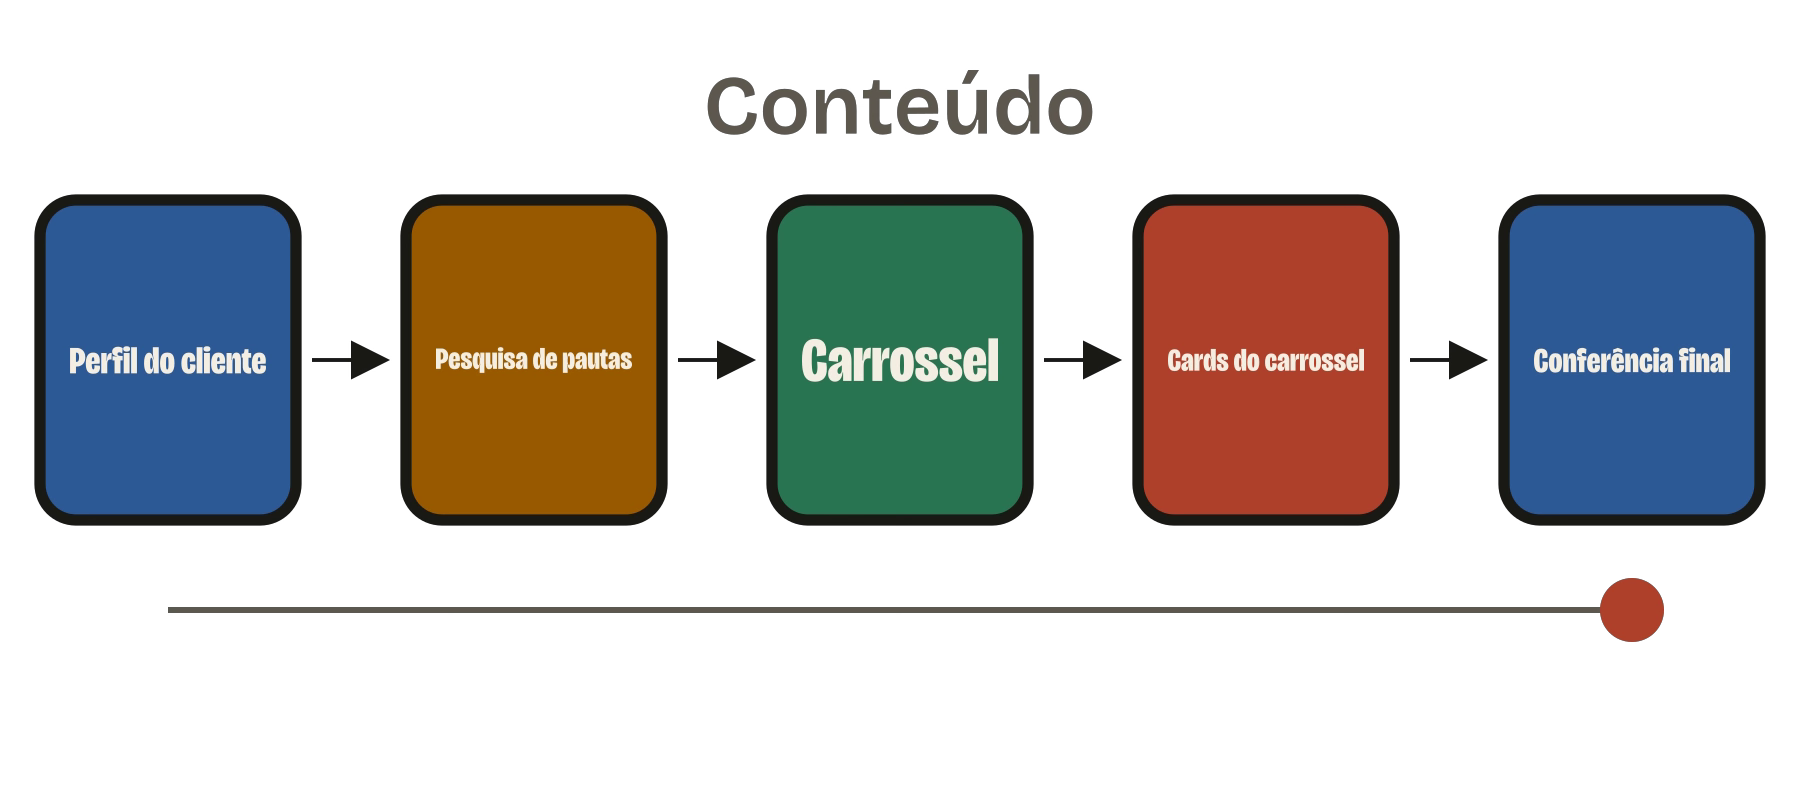 Conteúdo
Perfil do cliente
Pesquisa de pautas
Carrossel
Cards do carrossel
Conferência final